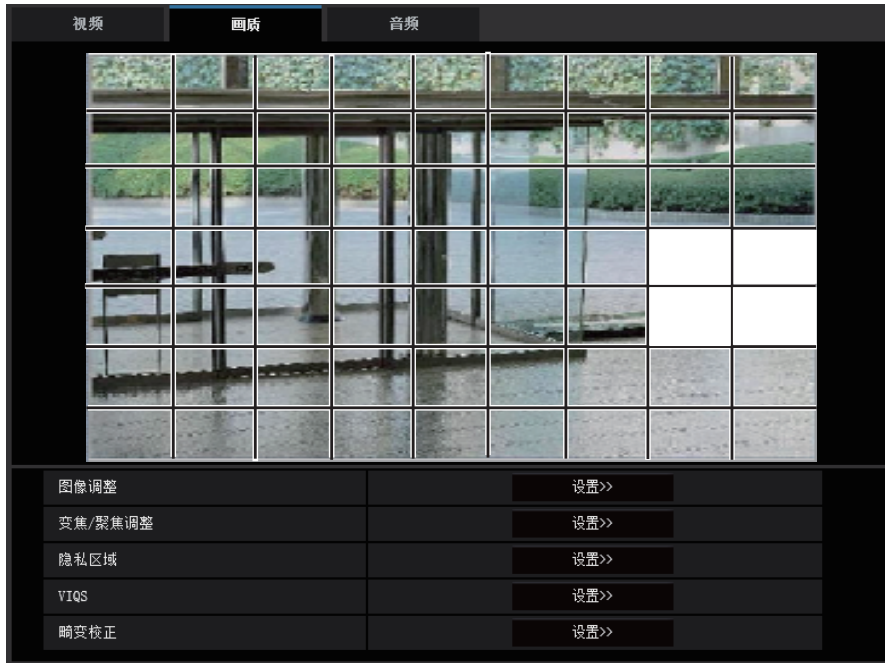 视频 画质 音频
图像调整 设置>>
变焦/聚焦调整 设置>>
隐私区域 设置>>
VIQS 设置>>
畸变校正 设置>>